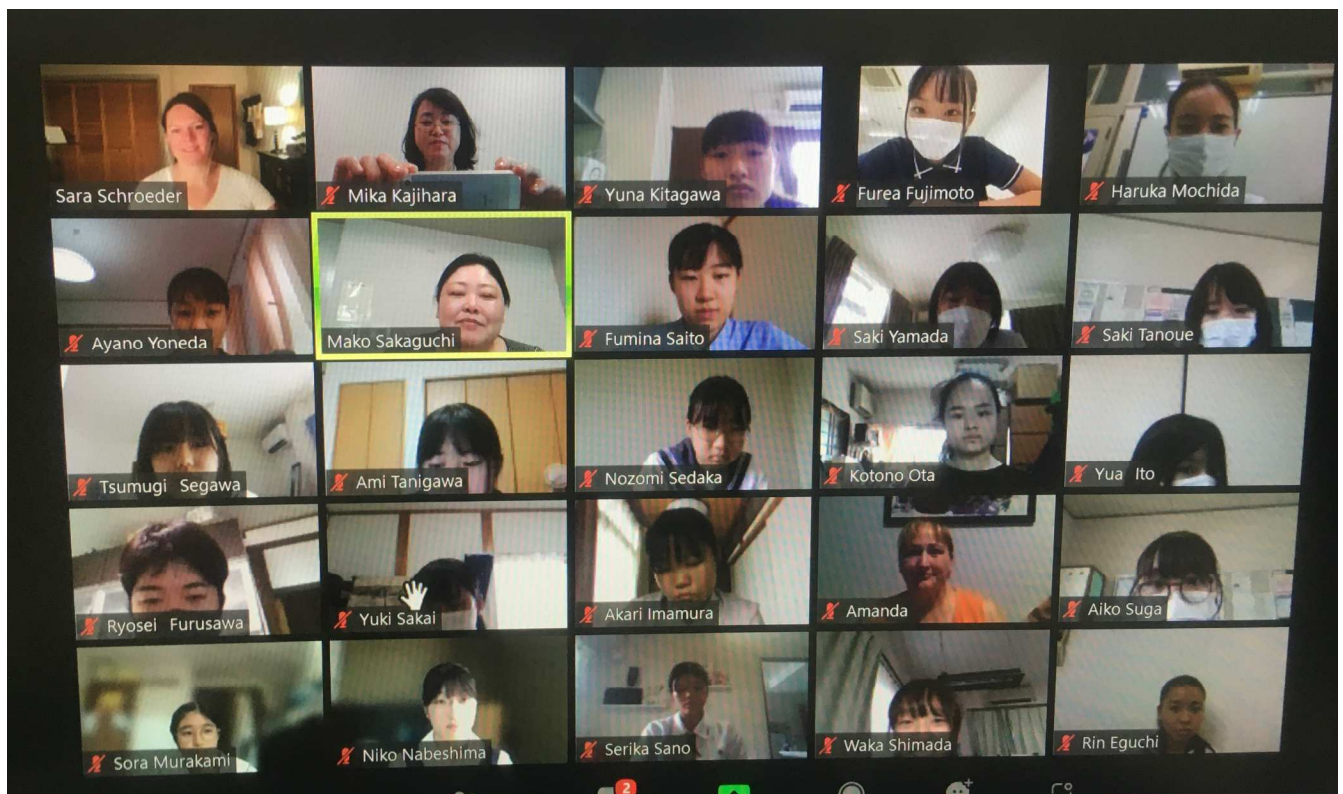 Sara Schroeder
Mika Kajihara
Yuna Kitagawa
Furea Fujimoto
Haruka Mochida
Ayano Yoneda
Mako Sakaguchi
Fumina Saito
Saki Yamada
Saki Tanoue
Tsumugi Segawa
Ami Tanigawa
Nozomi Sedaka
Kotono Ota
Yua Ito
Ryosei Furusawa
Yuki Sakai
Akari Imamura
Amanda
Aiko Suga
Sora Murakami
Niko Nabeshima
Serika Sano
Waka Shimada
Rin Eguchi
2